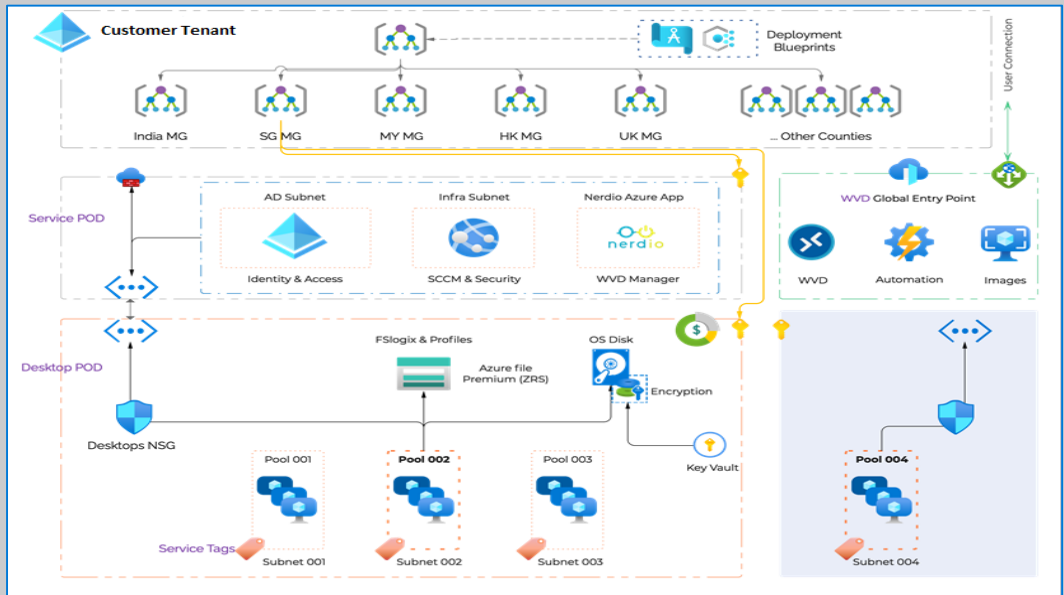 Customer Tenant
Deployment
Blueprints
User Connection
India MG
SG MG
MY MG
HK MG
UK MG
... Other Counties
Service POD
AD Subnet
Infra Subnet
Nerdio Azure App
nerdio
Identity & Access
SCCM & Security
WVD Manager
WVD Global Entry Point
WVD
Automation
Images
Desktop POD
FSlogix & Profiles
OS Disk
$
Azure file
Premium (ZRS)
Encryption
Desktops NSG
Key Vault
Pool 001
Pool 002
Pool 003
Pool 004
Service Tags
Subnet 001
Subnet 002
Subnet 003
Subnet 004